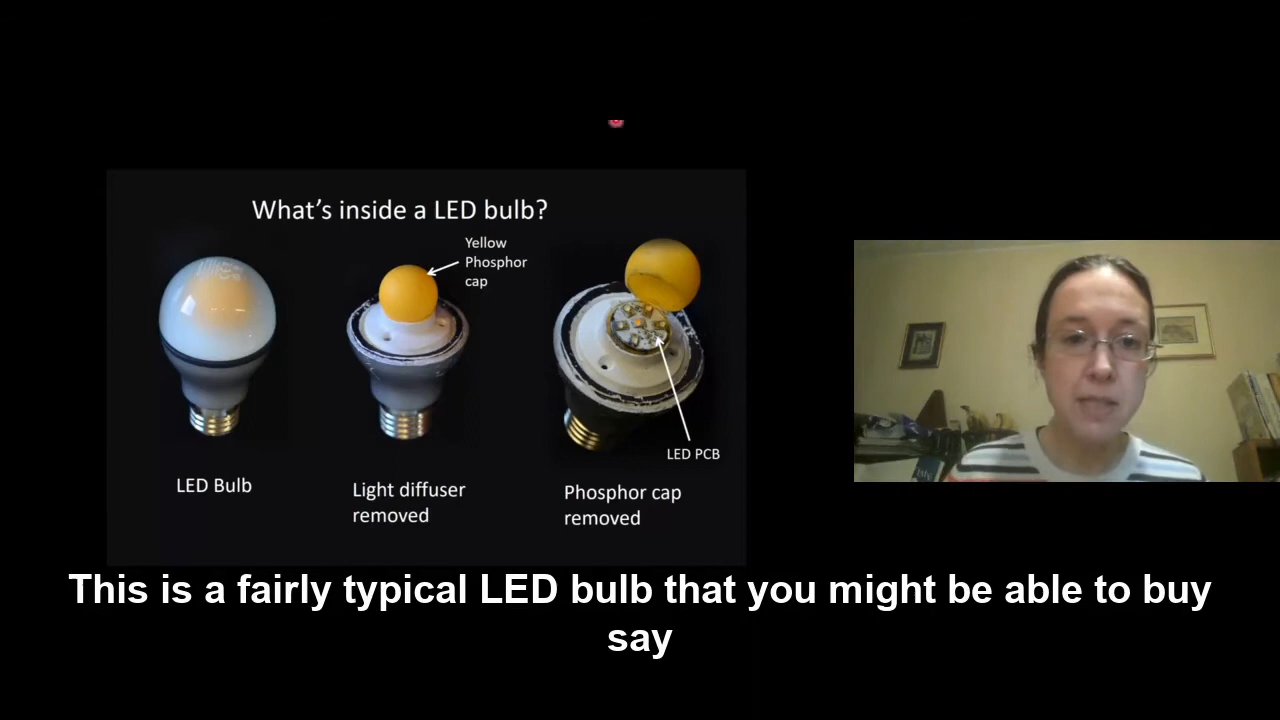 What's inside a LED bulb?
Yellow
Phosphor
cap
LED PCB
LED Bulb
Light diffuser
removed
Phosphor cap
removed
This is a fairly typical LED bulb that you might be able to buy
say